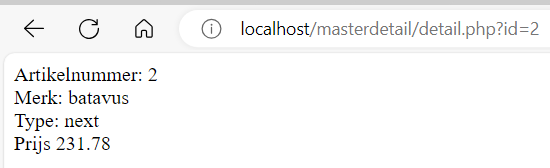 localhost/masterdetail/detail.php?id=2
Artikelnummer: 2
Merk: batavus
Type: next
Prijs 231.78